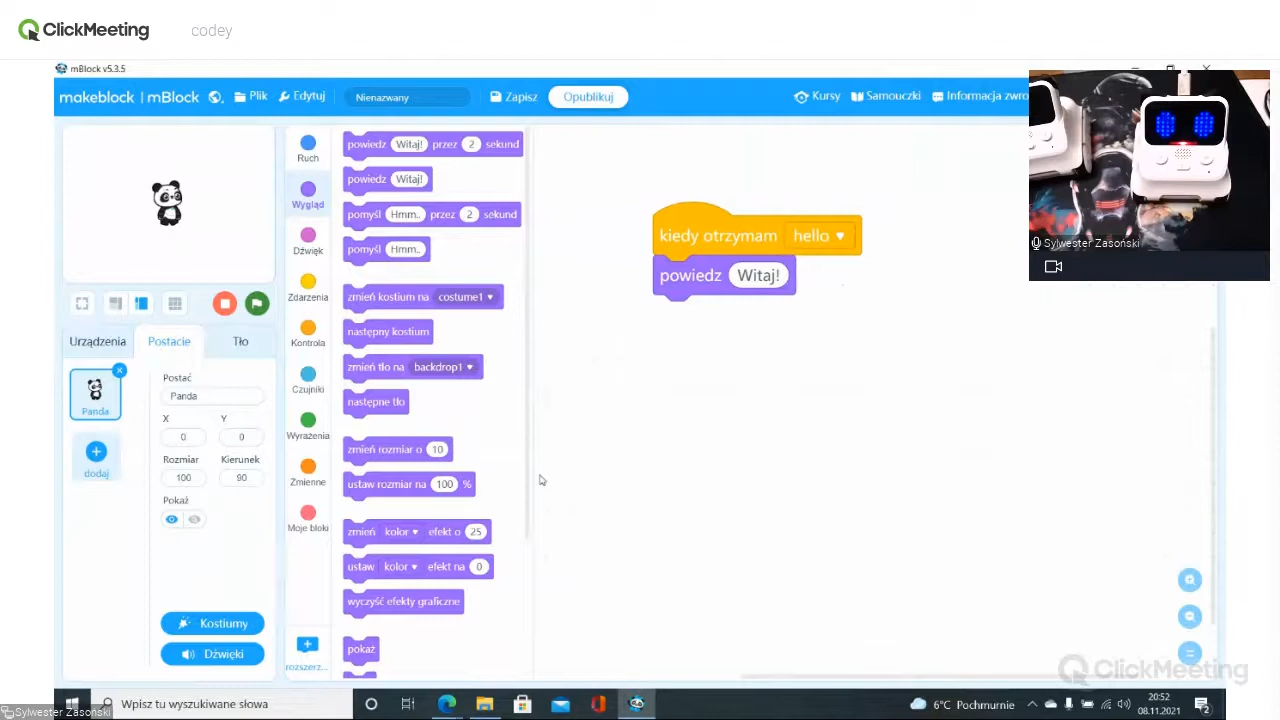 ClickMeeting codey
mBlock v5.3.5
makeblock | mBlock Plik Edytuj Nienazwany Zapisz Opublikuj Kursy Samouczki Informacja zwro
Ruch
Wygląd
Dźwięk
Zdarzenia
Kontrola
Czujniki
Wyrażenia
Zmienne
Moje bloki
rozszerz...
powiedz Witaj! przez 2 sekund
powiedz Witaj!
pomyśl Hmm.. przez 2 sekund
pomyśl Hmm..
zmień kostium na costume1
następny kostium
zmień tło na backdrop1
następne tło
zmień rozmiar o 10
ustaw rozmiar na 100 %
zmień kolor efekt o 25
ustaw kolor efekt na 0
wyczyść efekty graficzne
pokaż
kiedy otrzymam hello
powiedz Witaj!
Sylwester Zasoński
Urządzenia Postacie Tło
Panda
dodaj
Postać
Panda
X Y
0 0
Rozmiar Kierunek
100 90
Pokaż
Kostiumy
Dźwięki
ClickMeeting
Wpisz tu wyszukiwane słowa
6°C Pochmurnie
20:52
08.11.2021
2
Sylwester Zasoński